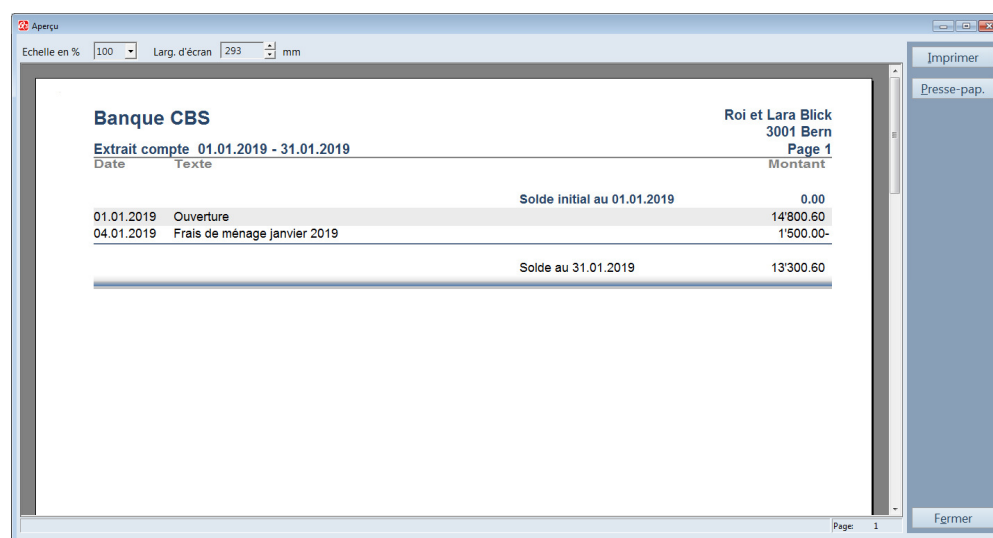 Aperçu
Echelle en % 100 Larg. d'écran 293 mm
Imprimer
Presse-pap.
Banque CBS
Roi et Lara Blick
3001 Bern
Extrait compte 01.01.2019 - 31.01.2019 Page 1
Date Texte Montant
Solde initial au 01.01.2019 0.00
01.01.2019 Ouverture 14'800.60
04.01.2019 Frais de ménage janvier 2019 1'500.00-
Solde au 31.01.2019 13'300.60
Page: 1
Fermer